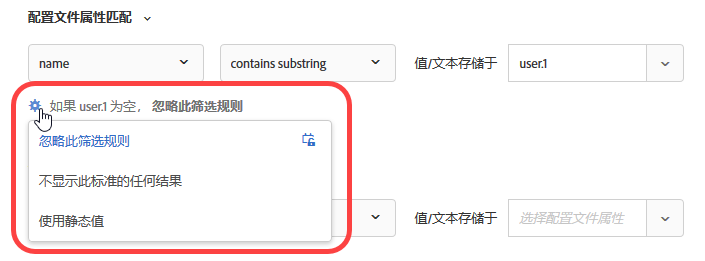 配置文件属性匹配
name contains substring 值/文本存储于 user.1
如果 user.1 为空， 忽略此筛选规则
忽略此筛选规则
不显示此标准的任何结果
使用静态值 值/文本存储于 选择配置文件属性